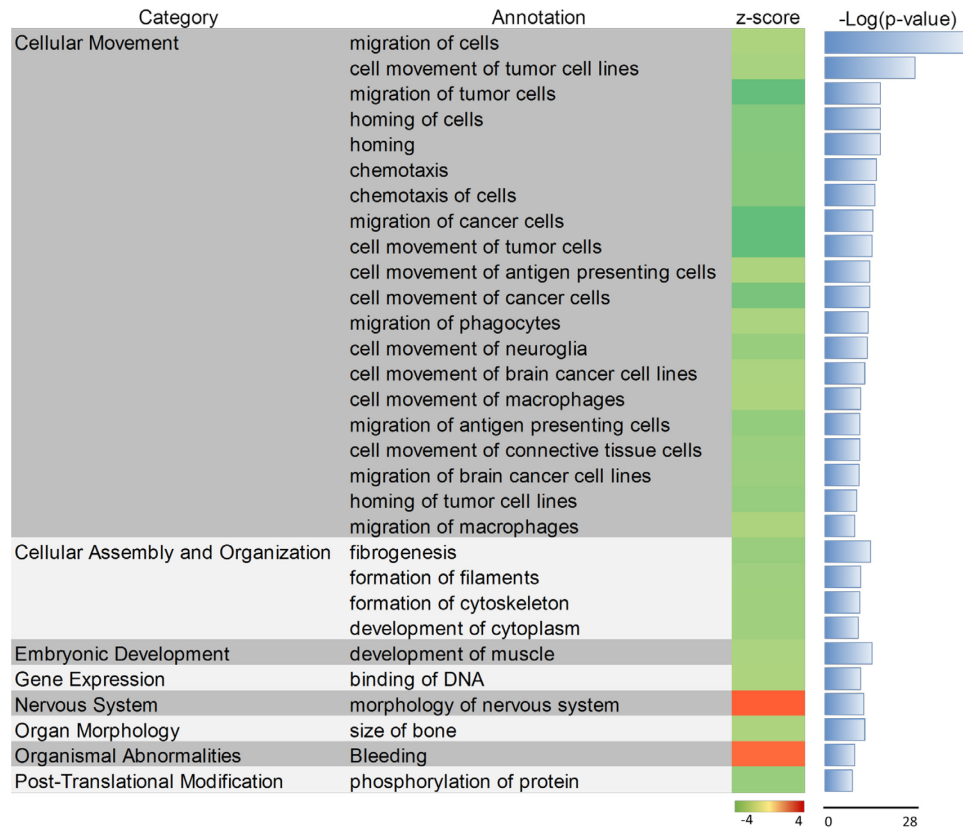 Category Annotation z-score -Log(p-value)
Cellular Movement migration of cells
cell movement of tumor cell lines
migration of tumor cells
homing of cells
homing
chemotaxis
chemotaxis of cells
migration of cancer cells
cell movement of tumor cells
cell movement of antigen presenting cells
cell movement of cancer cells
migration of phagocytes
cell movement of neuroglia
cell movement of brain cancer cell lines
cell movement of macrophages
migration of antigen presenting cells
cell movement of connective tissue cells
migration of brain cancer cell lines
homing of tumor cell lines
migration of macrophages
Cellular Assembly and Organization fibrogenesis
formation of filaments
formation of cytoskeleton
development of cytoplasm
Embryonic Development development of muscle
Gene Expression binding of DNA
Nervous System morphology of nervous system
Organ Morphology size of bone
Organismal Abnormalities Bleeding
Post-Translational Modification phosphorylation of protein
-4 4 0 28